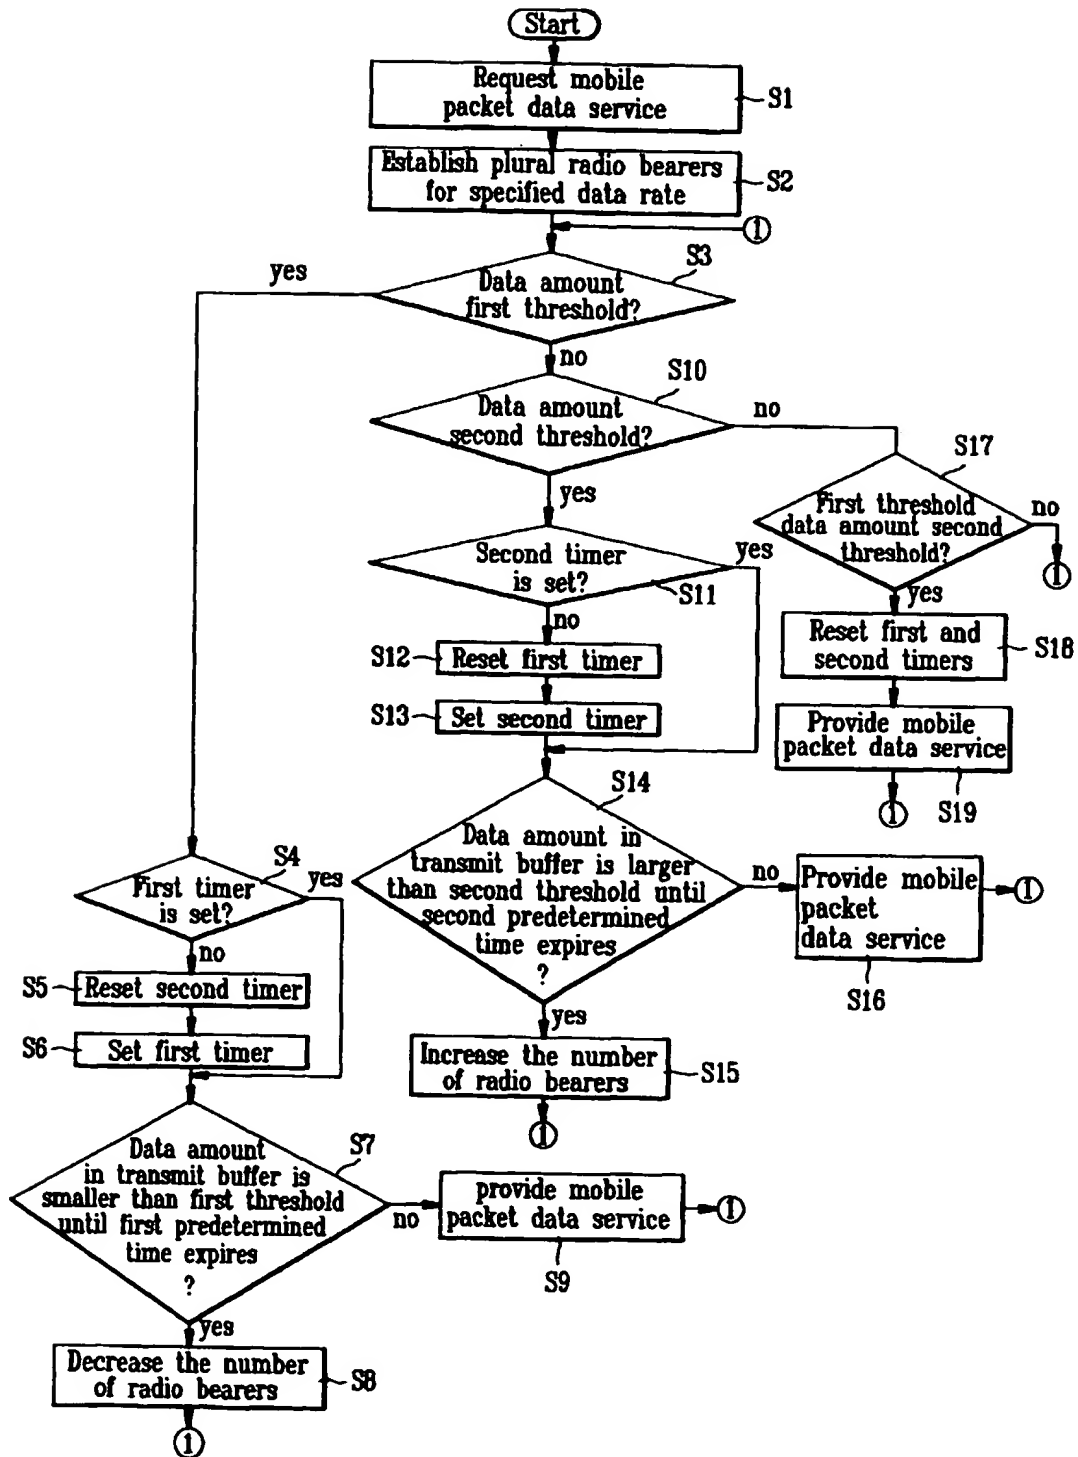 Start
Request mobile
packet data service
S1
Establish plural radio bearers
for specified data rate
S2
1
S3
yes
Data amount
first threshold?
no
S10
Data amount
second threshold?
no
yes
S17
First threshold
data amount second
threshold?
no
1
yes
Second timer
is set?
yes
S11
no
S12
Reset first timer
S13
Set second timer
Reset first and
second timers
S18
Provide mobile
packet data service
S19
1
S14
Data amount in
transmit buffer is larger
than second threshold until
second predetermined
time expires
?
no
Provide mobile
packet
data service
1
S16
yes
Increase the number
of radio bearers
S15
1
S4
First timer
is set?
yes
no
S5
Reset second timer
S6
Set first timer
S7
Data amount
in transmit buffer is
smaller than first threshold
until first predetermined
time expires
?
no
provide mobile
packet data service
1
S9
yes
Decrease the number
of radio bearers
S8
1